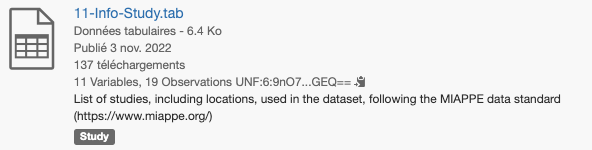 11-Info-Study.tab
Données tabulaires - 6.4 Ko
Publié 3 nov. 2022
137 téléchargements
11 Variables, 19 Observations UNF:6:9nO7...GEQ==
List of studies, including locations, used in the dataset, following the MIAPPE data standard
(https://www.miappe.org/)
Study